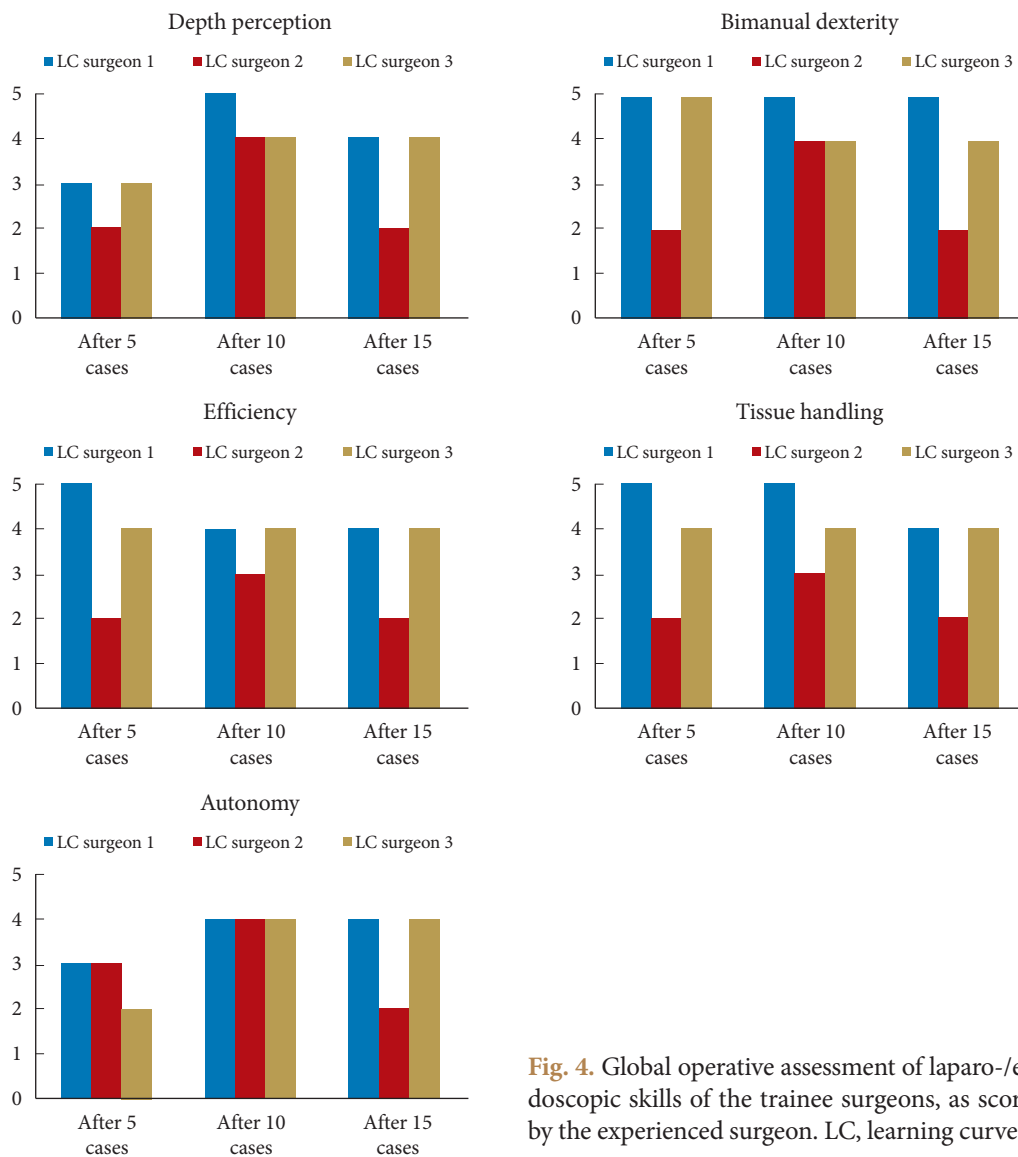 Depth perception
LC surgeon 1 LC surgeon 2 LC surgeon 3
5
4
3
2
1
0
After 5 cases
After 10 cases
After 15 cases
Bimanual dexterity
LC surgeon 1 LC surgeon 2 LC surgeon 3
5
4
3
2
1
0
After 5 cases
After 10 cases
After 15 cases
Efficiency
LC surgeon 1 LC surgeon 2 LC surgeon 3
5
4
3
2
1
0
After 5 cases
After 10 cases
After 15 cases
Tissue handling
LC surgeon 1 LC surgeon 2 LC surgeon 3
5
4
3
2
1
0
After 5 cases
After 10 cases
After 15 cases
Autonomy
LC surgeon 1 LC surgeon 2 LC surgeon 3
5
4
3
2
1
0
After 5 cases
After 10 cases
After 15 cases
Fig. 4. Global operative assessment of laparo-/e
doscopic skills of the trainee surgeons, as scor
by the experienced surgeon. LC, learning curve